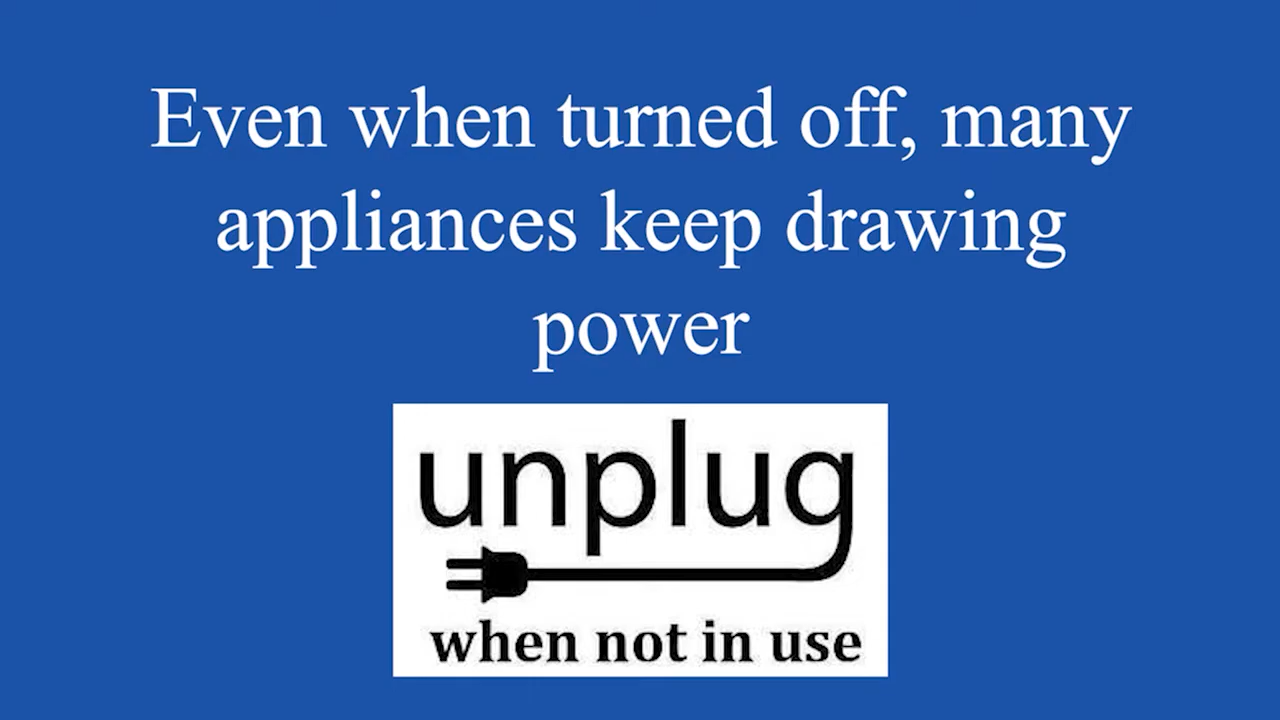 Even when turned off, many
appliances keep drawing
power
unplug
when not in use